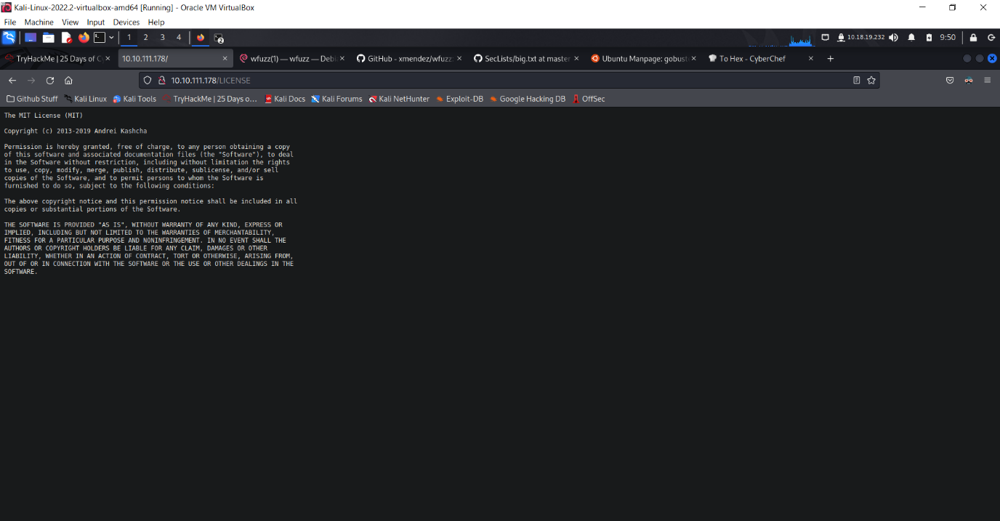 Kali-Linux-2022.2-virtualbox-amd64 [Running] - Oracle VM VirtualBox
File Machine View Input Devices Help
1 2 3 4 2 10.18.19.232 9:50
TryHackMe | 25 Days of C 10.10.111.178/ wfuzz(1) — wfuzz — Debi GitHub - xmendez/wfuzz: SecLists/big.txt at master Ubuntu Manpage: gobust To Hex - CyberChef
10.10.111.178/LICENSE
Github Stuff Kali Linux Kali Tools TryHackMe | 25 Days o... Kali Docs Kali Forums Kali NetHunter Exploit-DB Google Hacking DB OffSec
The MIT License (MIT)
Copyright (c) 2013-2019 Andrei Kashcha
Permission is hereby granted, free of charge, to any person obtaining a copy
of this software and associated documentation files (the "Software"), to deal
in the Software without restriction, including without limitation the rights
to use, copy, modify, merge, publish, distribute, sublicense, and/or sell
copies of the Software, and to permit persons to whom the Software is
furnished to do so, subject to the following conditions:
The above copyright notice and this permission notice shall be included in all
copies or substantial portions of the Software.
THE SOFTWARE IS PROVIDED "AS IS", WITHOUT WARRANTY OF ANY KIND, EXPRESS OR
IMPLIED, INCLUDING BUT NOT LIMITED TO THE WARRANTIES OF MERCHANTABILITY,
FITNESS FOR A PARTICULAR PURPOSE AND NONINFRINGEMENT. IN NO EVENT SHALL THE
AUTHORS OR COPYRIGHT HOLDERS BE LIABLE FOR ANY CLAIM, DAMAGES OR OTHER
LIABILITY, WHETHER IN AN ACTION OF CONTRACT, TORT OR OTHERWISE, ARISING FROM,
OUT OF OR IN CONNECTION WITH THE SOFTWARE OR THE USE OR OTHER DEALINGS IN THE
SOFTWARE.